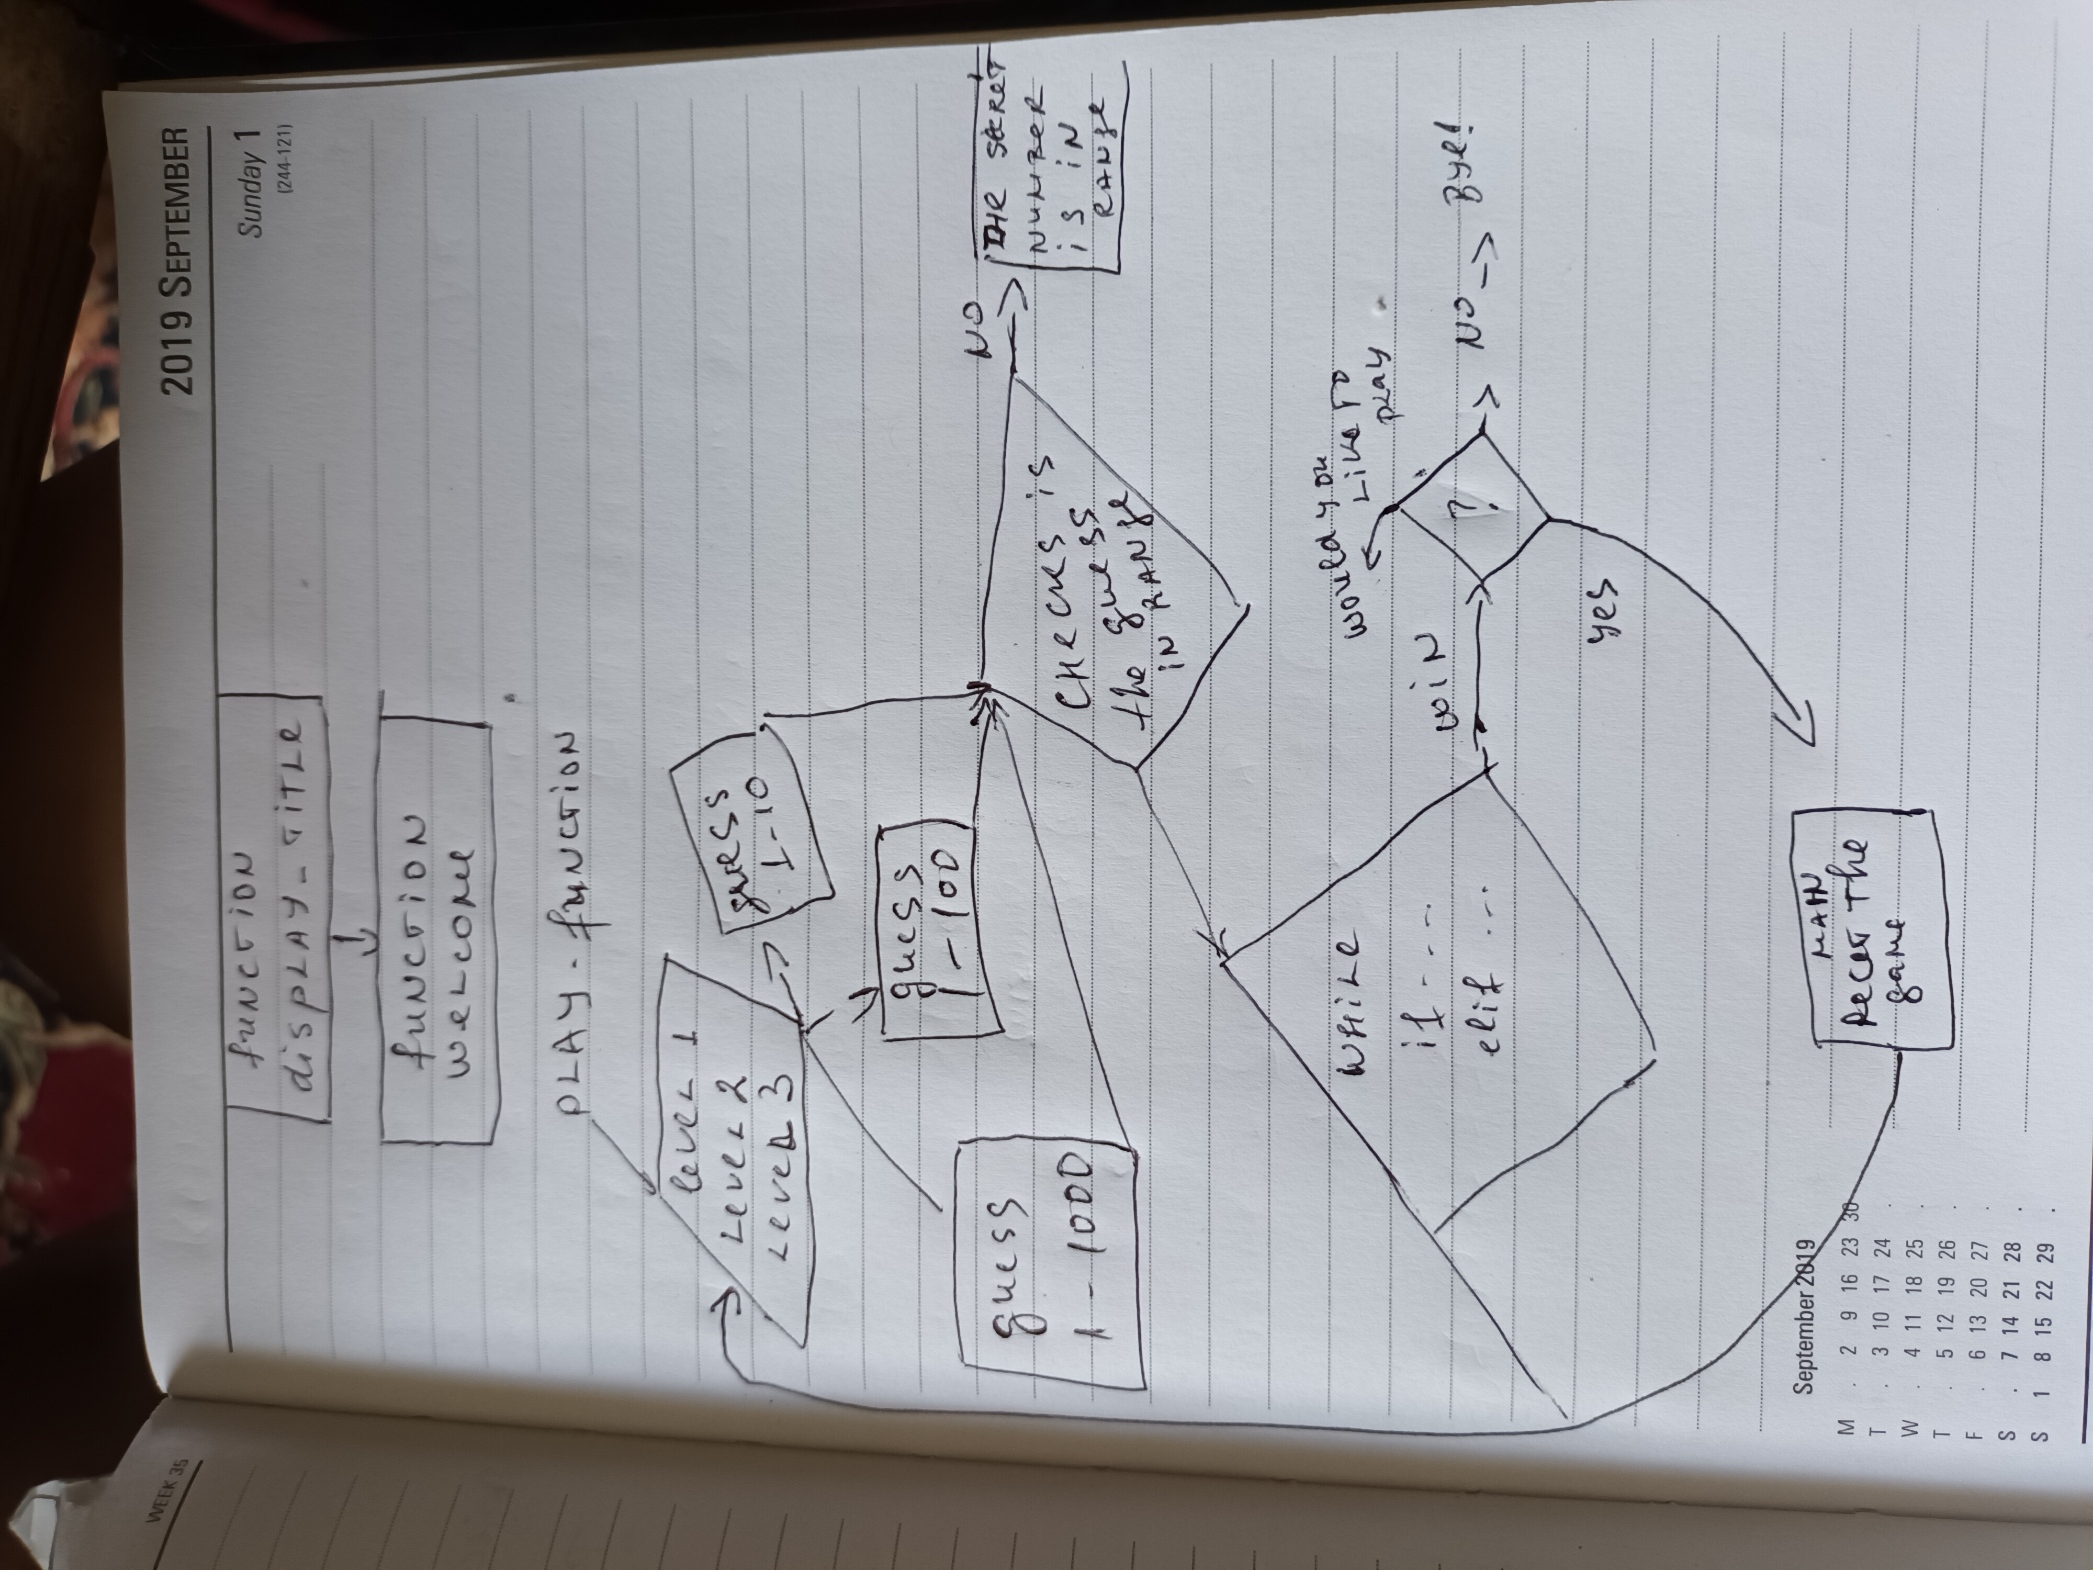 WEEK 35
2019 SEPTEMBER
Sunday 1
(244-121)
function
display_title
function
welcome
PLAY - function
level 1
Level 2
Level 3
guess
1-10
guess
1-100
guess
1-1000
CHecks is
the guess
in RANge
NO
THE SECRET
NUMBER
is iN
RANge
WHiLe
if - ...
elif ...
WiN
would you
Like To
play
?
NO
Bye!
yes
MAiN
Recet The
game
September 2019
M . 2 9 16 23 30
T . 3 10 17 24 .
W . 4 11 18 25 .
T . 5 12 19 26 .
F . 6 13 20 27 .
S . 7 14 21 28 .
S 1 8 15 22 29 .